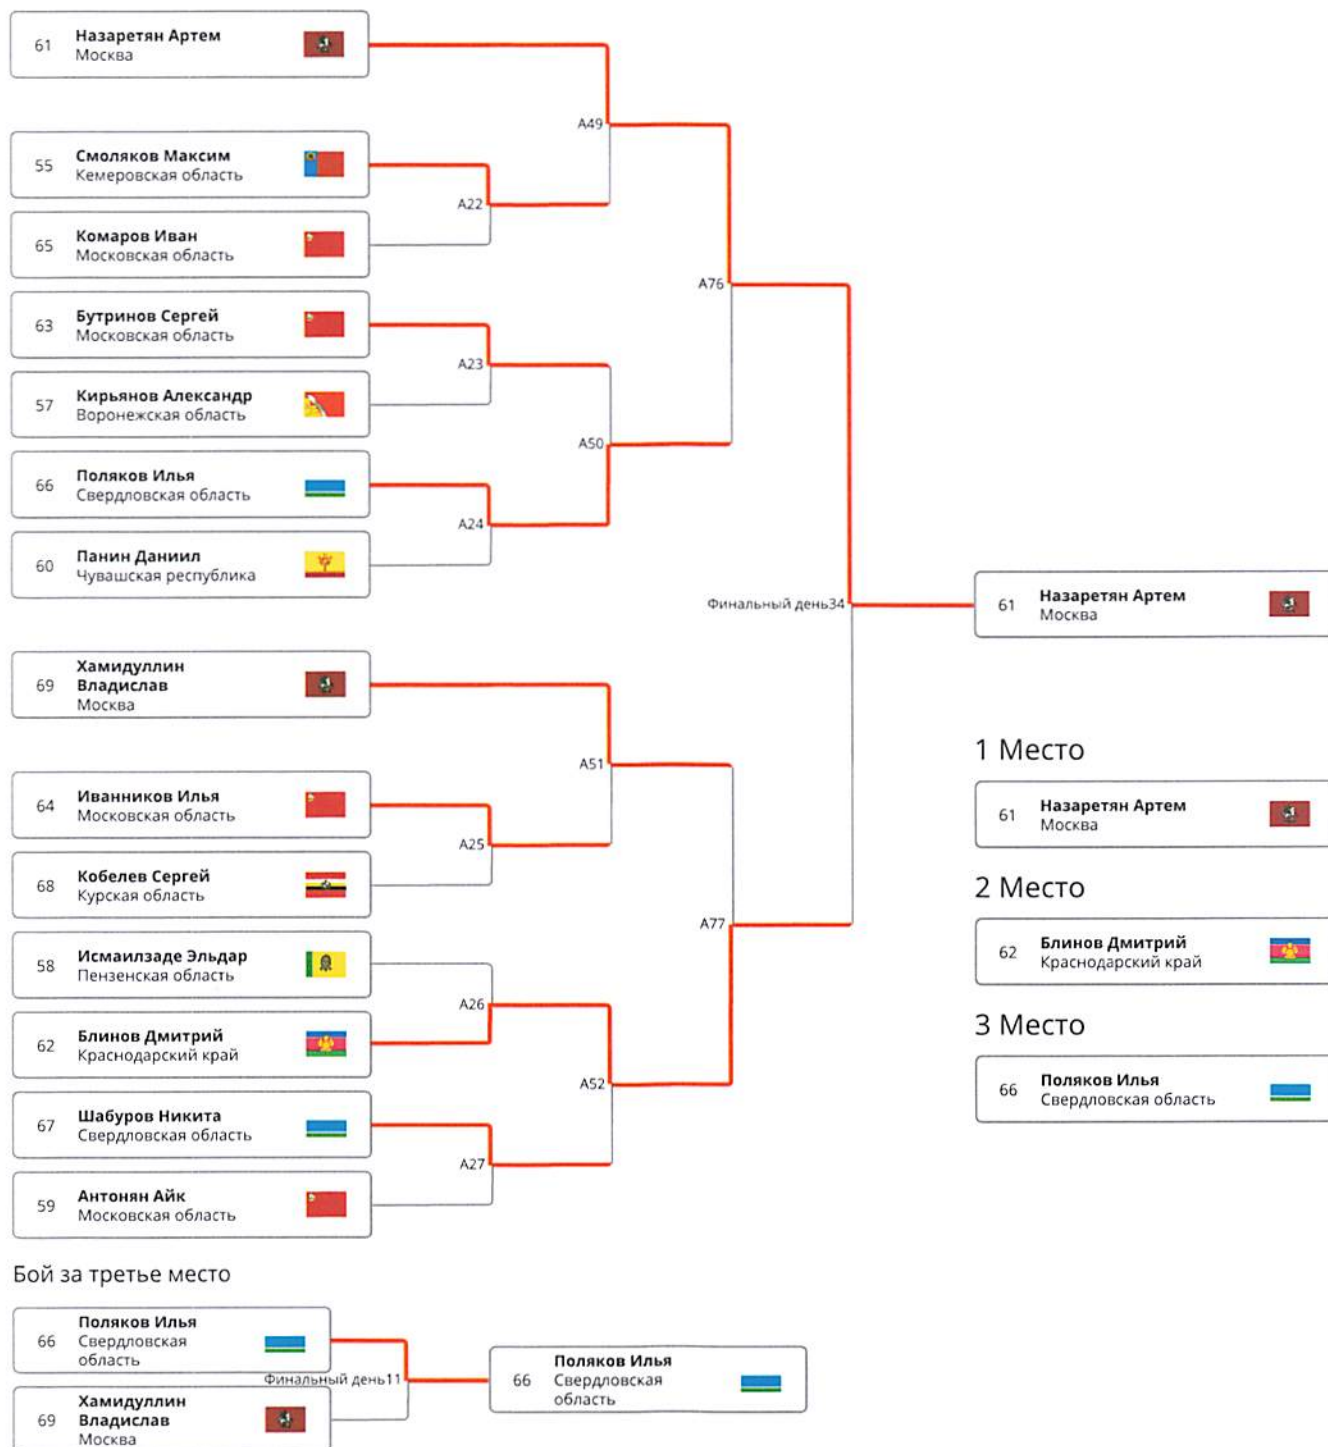 61
Назаретян Артем
Москва
A49
55
Смоляков Максим
Кемеровская область
A22
65
Комаров Иван
Московская область
A76
63
Бутринов Сергей
Московская область
A23
57
Кирьянов Александр
Воронежская область
A50
66
Поляков Илья
Свердловская область
A24
60
Панин Даниил
Чувашская республика
Финальный день34
61
Назаретян Артем
Москва
69
Хамидуллин
Владислав
Москва
A51
64
Иванников Илья
Московская область
A25
68
Кобелев Сергей
Курская область
A77
58
Исмаилзаде Эльдар
Пензенская область
A26
62
Блинов Дмитрий
Краснодарский край
A52
67
Шабуров Никита
Свердловская область
A27
59
Антонян Айк
Московская область
1 Место
61
Назаретян Артем
Москва
2 Место
62
Блинов Дмитрий
Краснодарский край
3 Место
66
Поляков Илья
Свердловская область
Бой за третье место
66
Поляков Илья
Свердловская
область
Финальный день11
69
Хамидуллин
Владислав
Москва
66
Поляков Илья
Свердловская
область